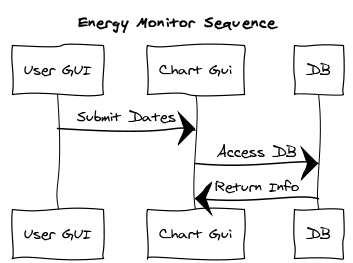 Energy Monitor Sequence
User GUI
Chart Gui
DB
Submit Dates
Access DB
Return Info
User GUI
Chart Gui
DB